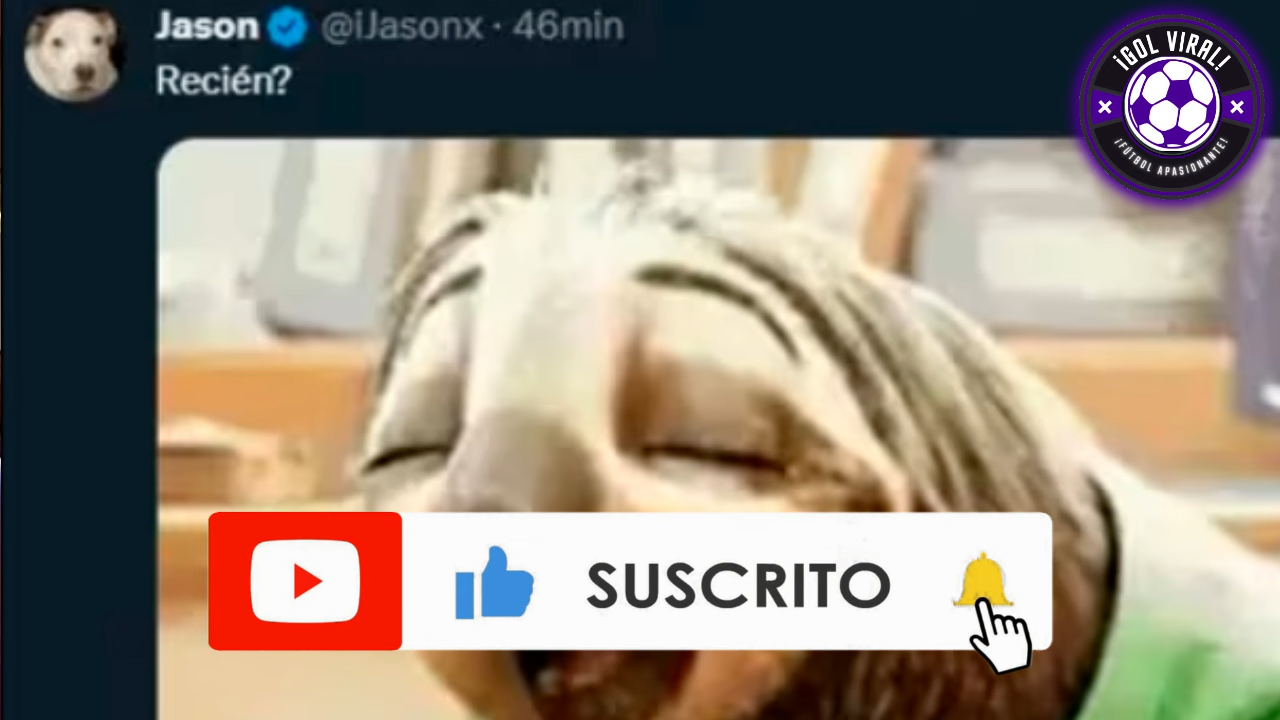 Jason @iJasonx · 46min
Recién?
¡GOL VIRAL!
¡FÚTBOL APASIONANTE!
SUSCRITO